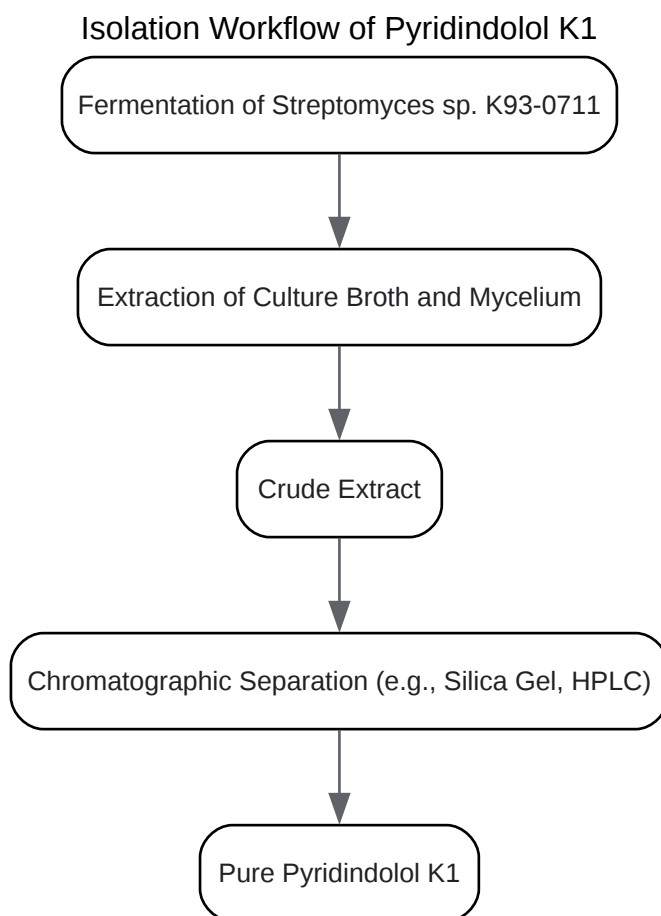 Isolation Workflow of Pyridindolol K1
Fermentation of Streptomyces sp. K93-0711
Extraction of Culture Broth and Mycelium
Crude Extract
Chromatographic Separation (e.g., Silica Gel, HPLC)
Pure Pyridindolol K1